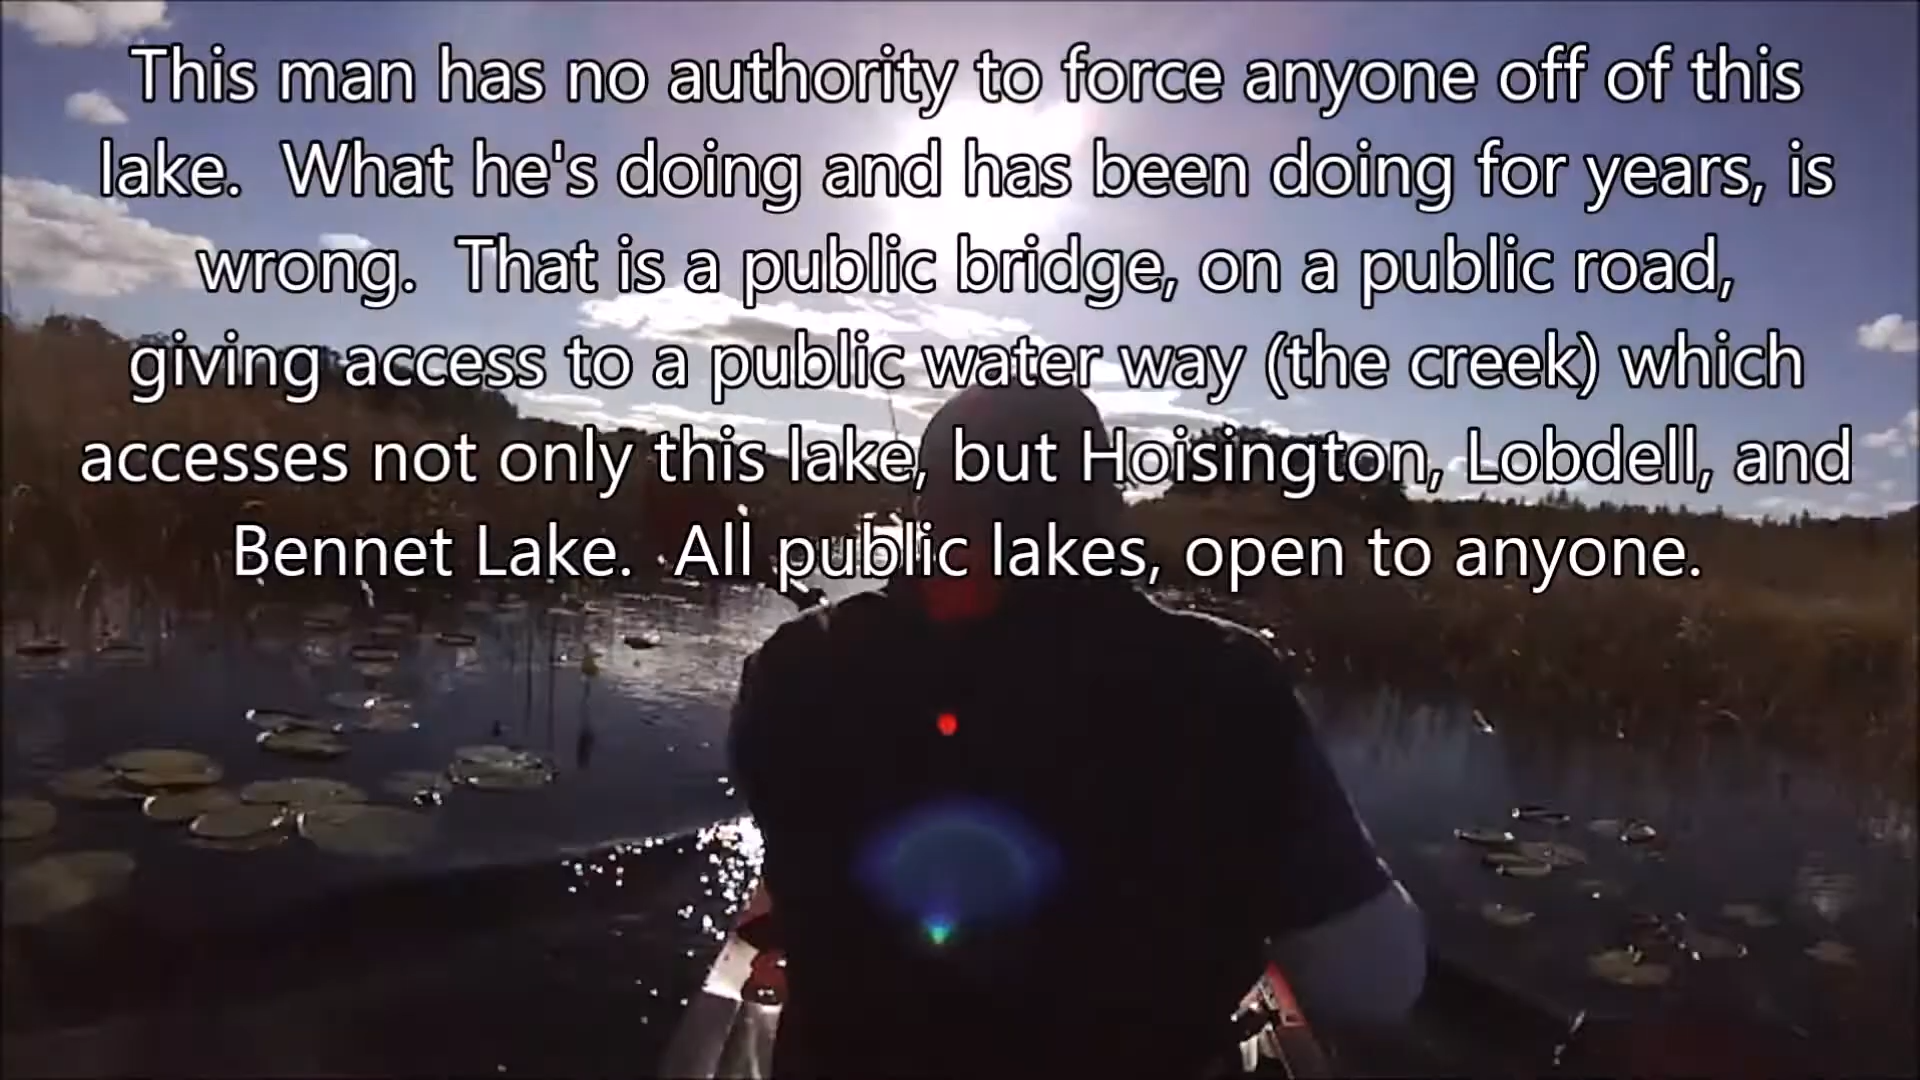 This man has no authority to force anyone off of this
lake.  What he's doing and has been doing for years, is
wrong.  That is a public bridge, on a public road,
giving access to a public water way (the creek) which
accesses not only this lake, but Hoisington, Lobdell, and
Bennet Lake.  All public lakes, open to anyone.